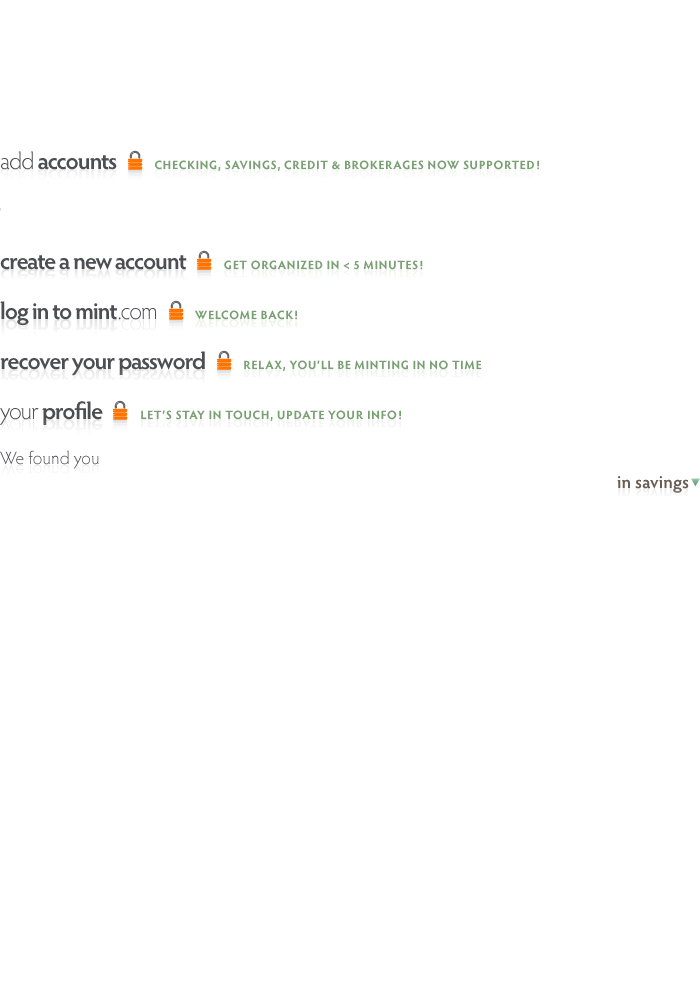 add accounts CHECKING, SAVINGS, CREDIT & BROKERAGES NOW SUPPORTED!
create a new account GET ORGANIZED IN < 5 MINUTES!
log in to mint.com WELCOME BACK!
recover your password RELAX, YOU'LL BE MINTING IN NO TIME
your profile LET'S STAY IN TOUCH, UPDATE YOUR INFO!
We found you
in savings